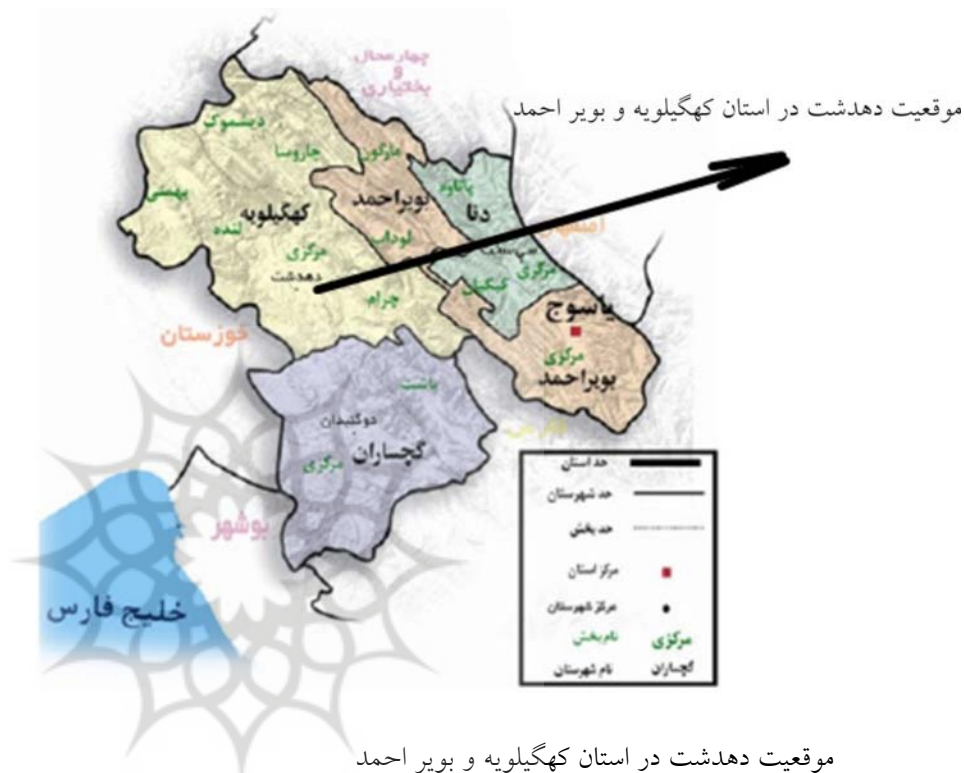 چهارمحال
و
بختیاری
موقعیت دهدشت در استان کهگیلویه و بویر احمد
دیشموک
مارگون
چاروسا
پاتاوه
بهمئی
کهگیلویه
بویراحمد
دنا
لنده
لوداب
مرکزی
دهدشت
مرکزی
کبگیان
چرام
یاسوج
خوزستان
مرکزی
بویراحمد
باشت
دوگنبدان
گچساران
مرکزی
بوشهر
خلیج فارس
حد استان
حد شهرستان
حد بخش
مرکز استان
مرکز شهرستان
نام بخش مرکزی
نام شهرستان گچساران
موقعیت دهدشت در استان کهگیلویه و بویر احمد